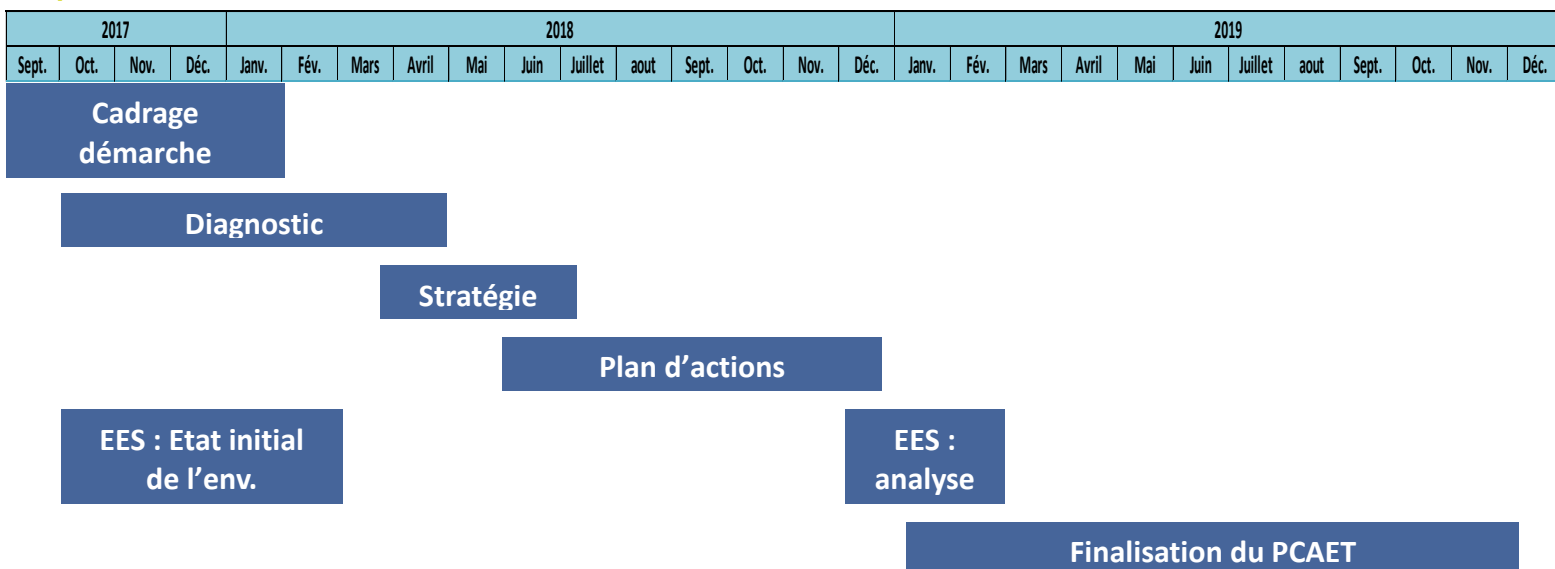 2017 2018 2019
Sept. Oct. Nov. Déc. Janv. Fév. Mars Avril Mai Juin Juillet aout Sept. Oct. Nov. Déc. Janv. Fév. Mars Avril Mai Juin Juillet aout Sept. Oct. Nov. Déc.
Cadrage
démarche
Diagnostic
Stratégie
Plan d’actions
EES : Etat initial
de l’env.
EES :
analyse
Finalisation du PCAET